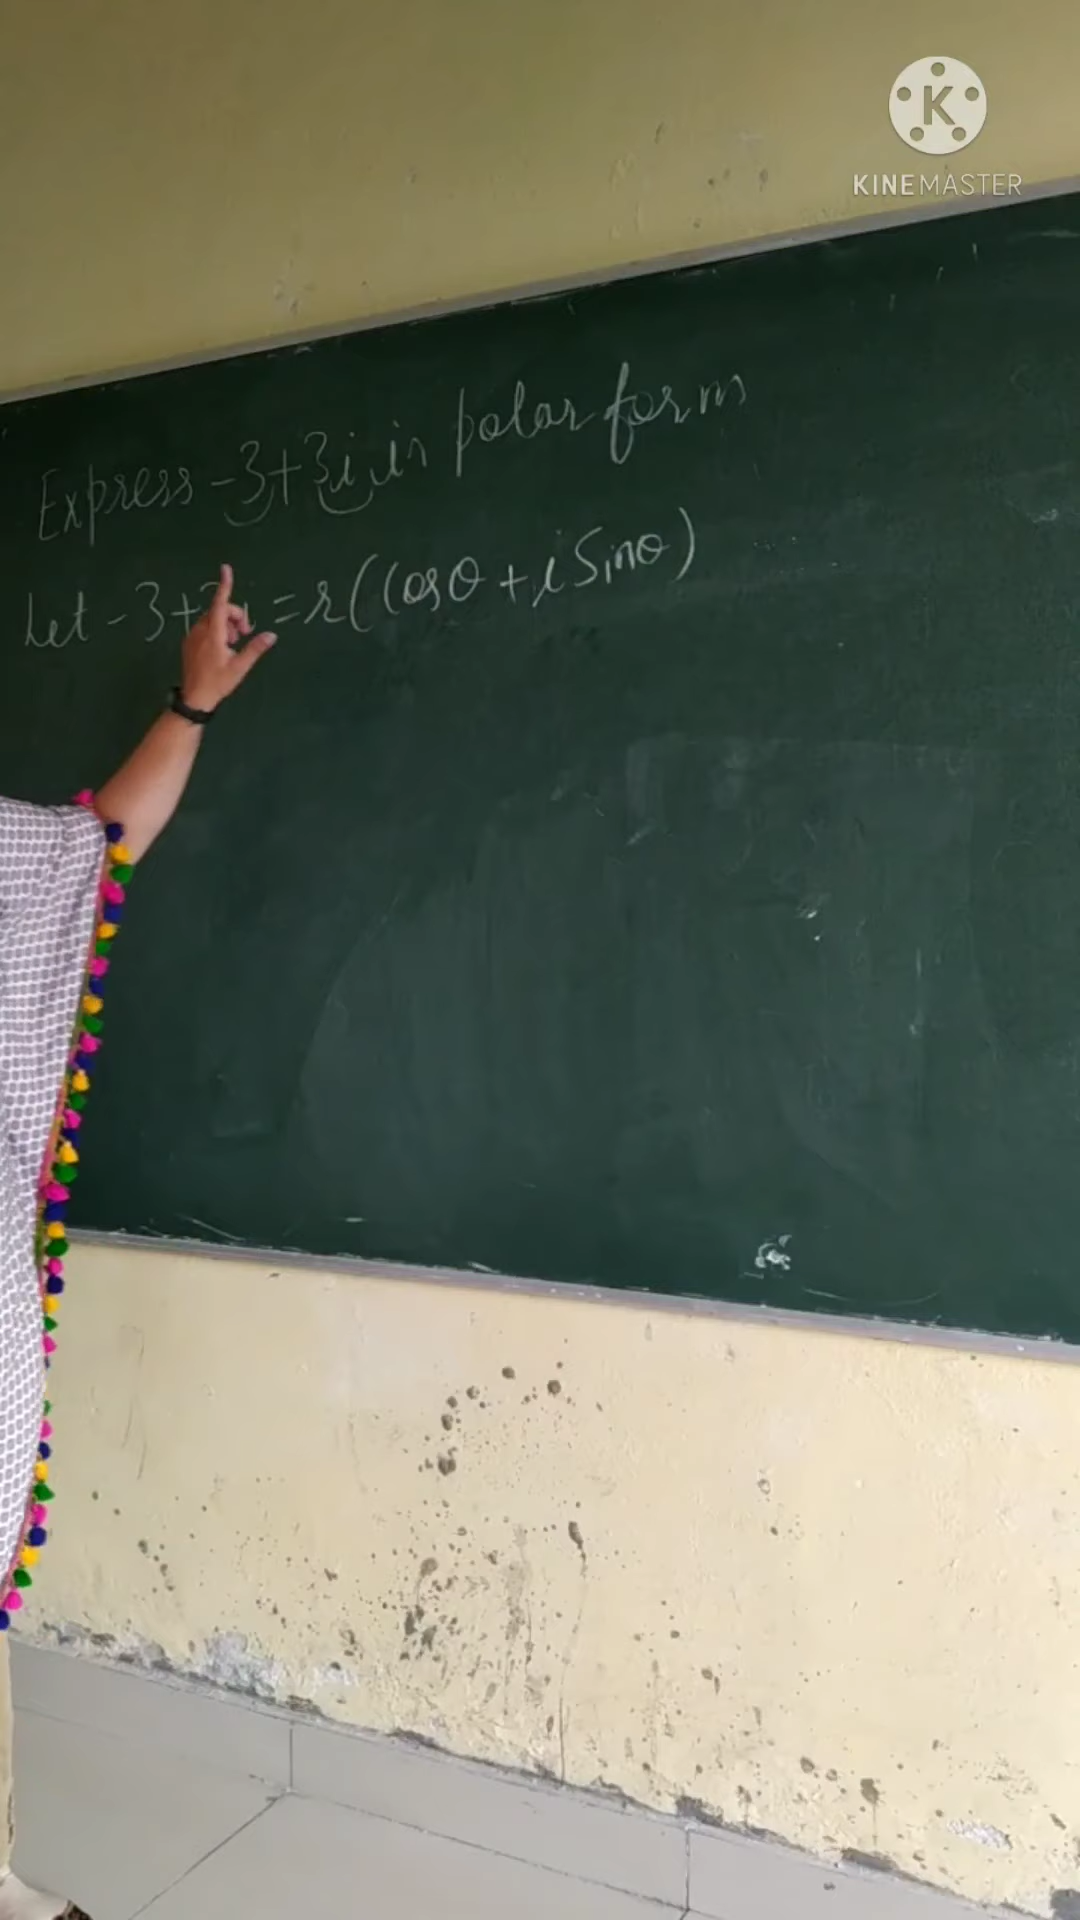 KINEMASTER
Express -3+3i in polar form
Let -3+3i = r(Cosθ + i Sinθ)